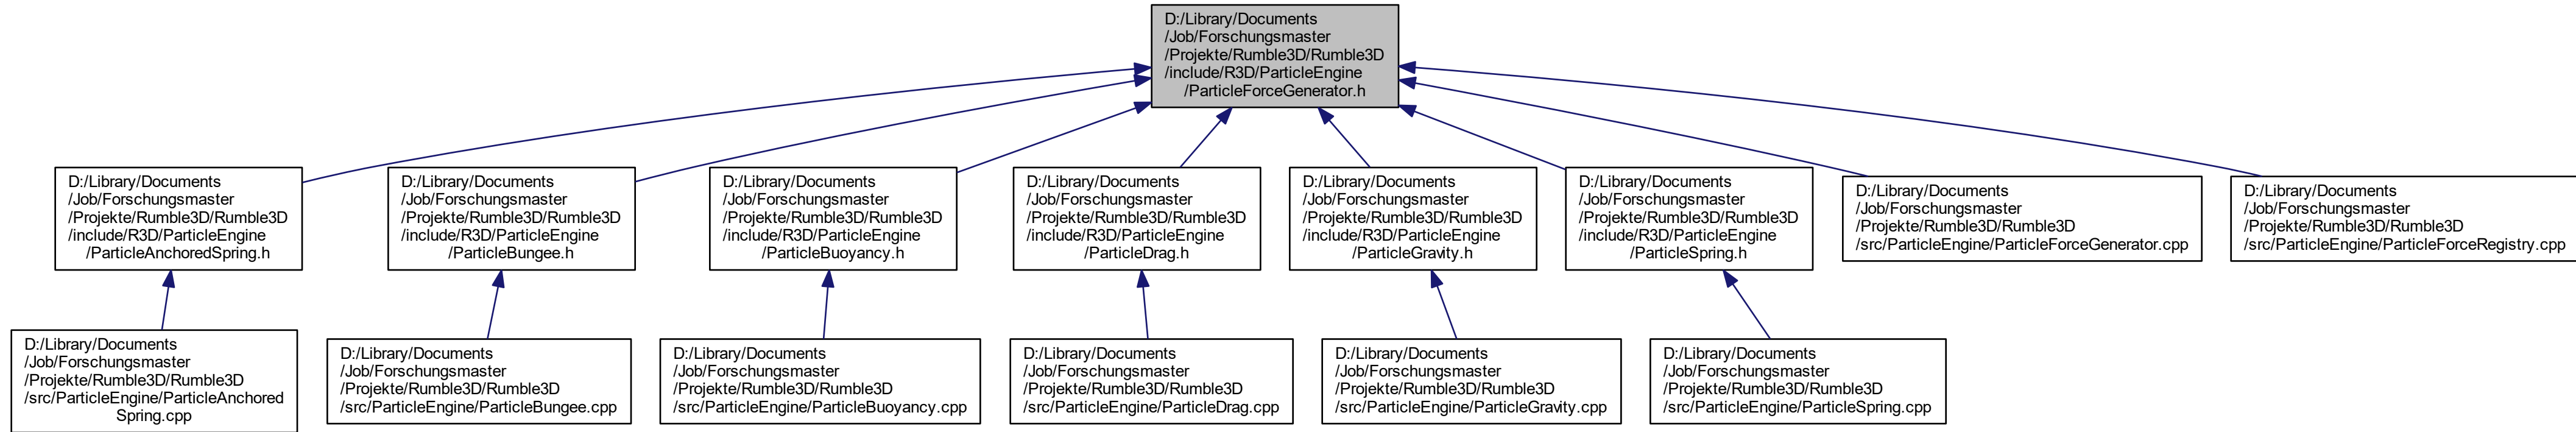 D:/Library/Documents
/Job/Forschungsmaster
/Projekte/Rumble3D/Rumble3D
/include/R3D/ParticleEngine
/ParticleForceGenerator.h
D:/Library/Documents
/Job/Forschungsmaster
/Projekte/Rumble3D/Rumble3D
/include/R3D/ParticleEngine
/ParticleAnchoredSpring.h
D:/Library/Documents
/Job/Forschungsmaster
/Projekte/Rumble3D/Rumble3D
/include/R3D/ParticleEngine
/ParticleBungee.h
D:/Library/Documents
/Job/Forschungsmaster
/Projekte/Rumble3D/Rumble3D
/include/R3D/ParticleEngine
/ParticleBuoyancy.h
D:/Library/Documents
/Job/Forschungsmaster
/Projekte/Rumble3D/Rumble3D
/include/R3D/ParticleEngine
/ParticleDrag.h
D:/Library/Documents
/Job/Forschungsmaster
/Projekte/Rumble3D/Rumble3D
/include/R3D/ParticleEngine
/ParticleGravity.h
D:/Library/Documents
/Job/Forschungsmaster
/Projekte/Rumble3D/Rumble3D
/include/R3D/ParticleEngine
/ParticleSpring.h
D:/Library/Documents
/Job/Forschungsmaster
/Projekte/Rumble3D/Rumble3D
/src/ParticleEngine/ParticleForceGenerator.cpp
D:/Library/Documents
/Job/Forschungsmaster
/Projekte/Rumble3D/Rumble3D
/src/ParticleEngine/ParticleForceRegistry.cpp
D:/Library/Documents
/Job/Forschungsmaster
/Projekte/Rumble3D/Rumble3D
/src/ParticleEngine/ParticleAnchored
Spring.cpp
D:/Library/Documents
/Job/Forschungsmaster
/Projekte/Rumble3D/Rumble3D
/src/ParticleEngine/ParticleBungee.cpp
D:/Library/Documents
/Job/Forschungsmaster
/Projekte/Rumble3D/Rumble3D
/src/ParticleEngine/ParticleBuoyancy.cpp
D:/Library/Documents
/Job/Forschungsmaster
/Projekte/Rumble3D/Rumble3D
/src/ParticleEngine/ParticleDrag.cpp
D:/Library/Documents
/Job/Forschungsmaster
/Projekte/Rumble3D/Rumble3D
/src/ParticleEngine/ParticleGravity.cpp
D:/Library/Documents
/Job/Forschungsmaster
/Projekte/Rumble3D/Rumble3D
/src/ParticleEngine/ParticleSpring.cpp